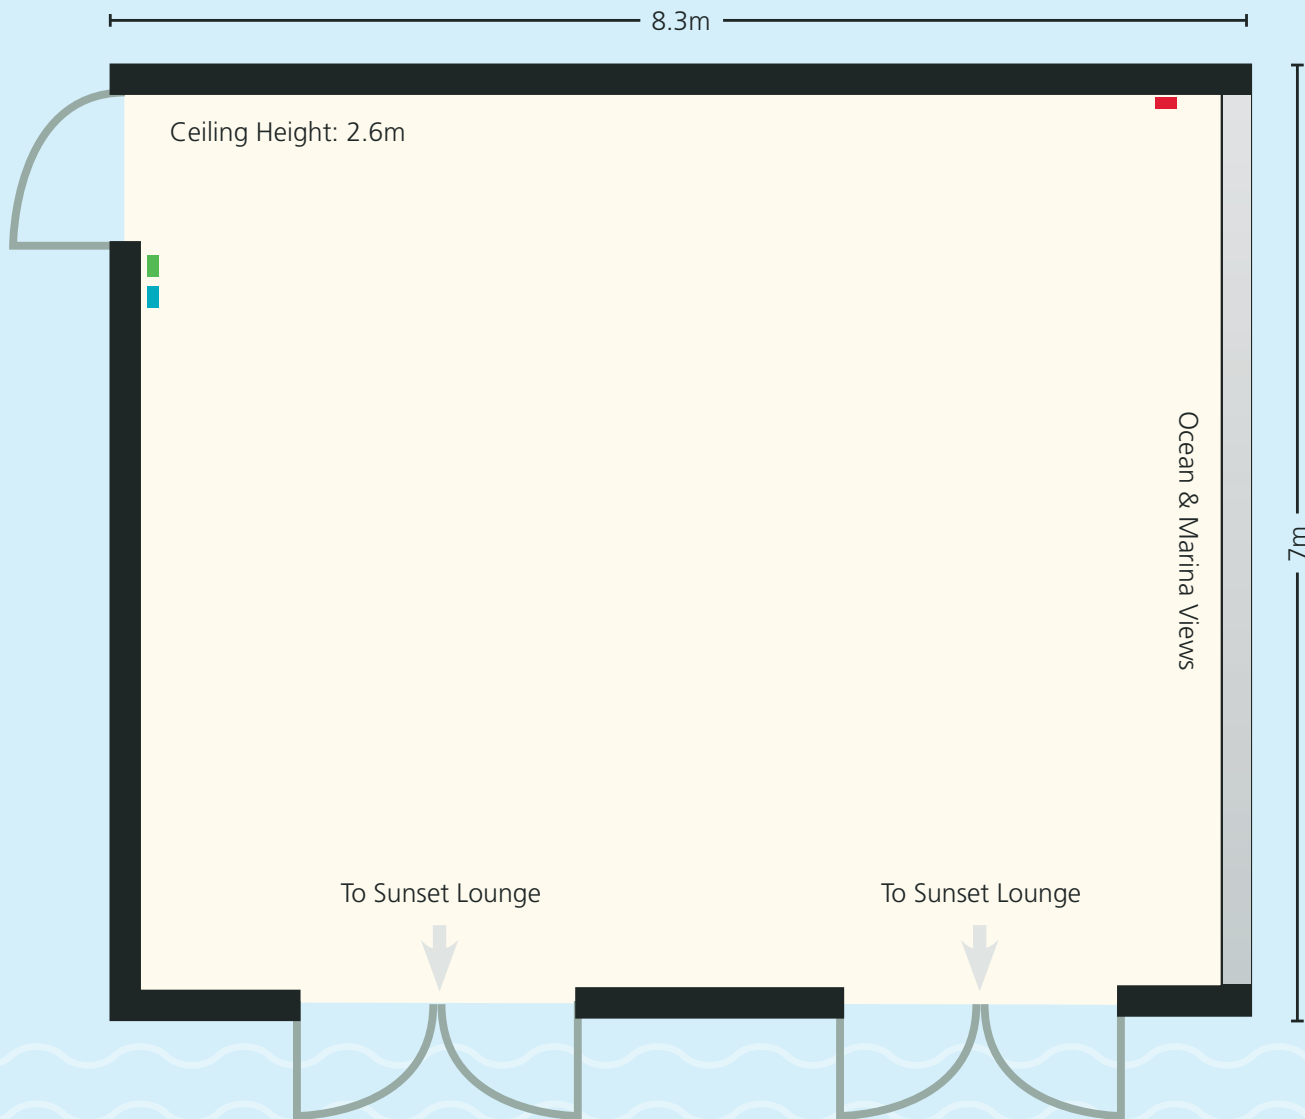 8.3m
Ceiling Height: 2.6m
Ocean & Marina Views
7m
To Sunset Lounge
To Sunset Lounge